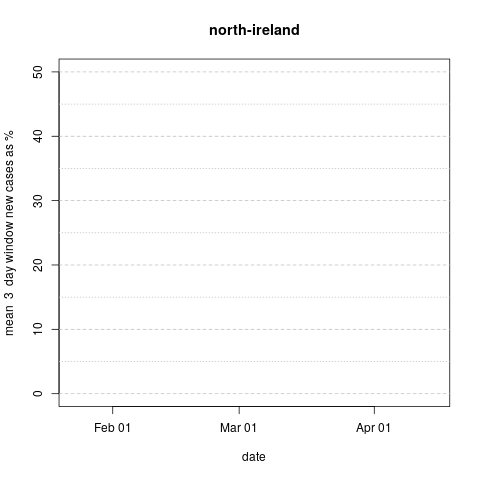 north-ireland
mean  3  day window new cases as %
50
40
30
20
10
0
Feb 01
Mar 01
Apr 01
date